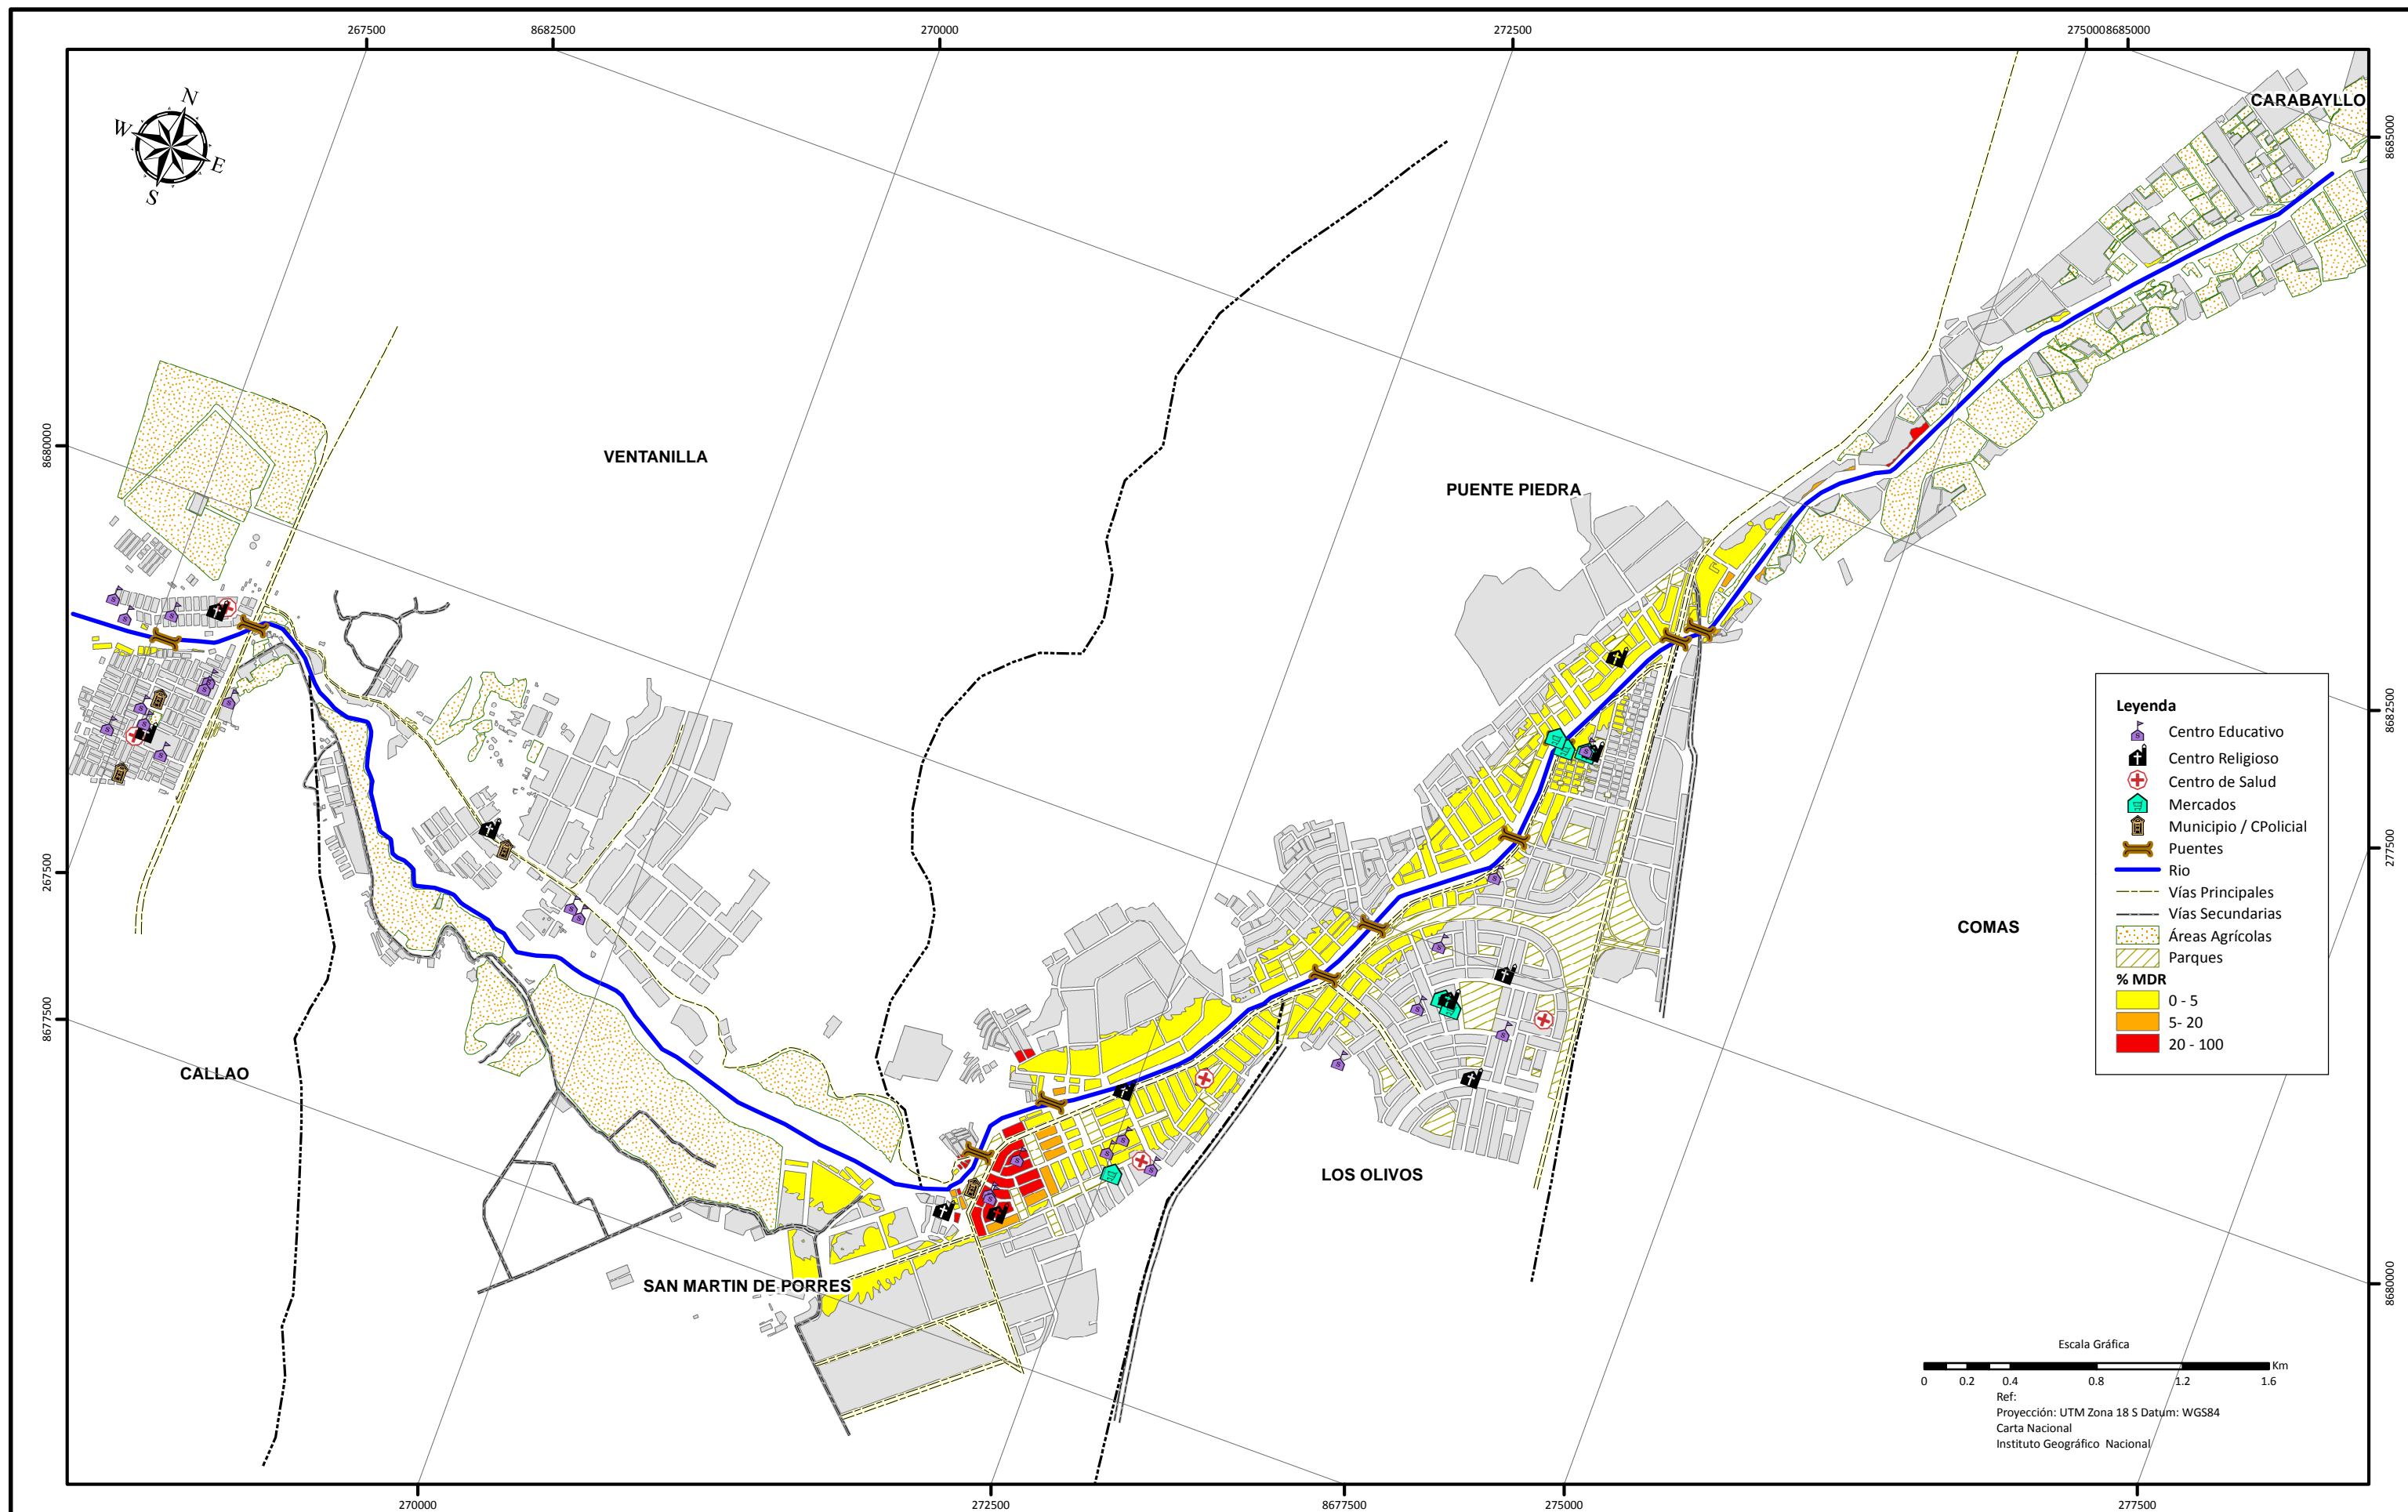 267500
8682500
270000
272500
275000
8685000
CARABAYLLO
8685000
N
W
E
S
8680000
VENTANILLA
PUENTE PIEDRA
8682500
Leyenda
Centro Educativo
Centro Religioso
Centro de Salud
Mercados
Municipio / CPolicial
Puentes
Rio
Vías Principales
Vías Secundarias
Áreas Agrícolas
Parques
% MDR
0 - 5
5- 20
20 - 100
267500
277500
COMAS
8677500
CALLAO
LOS OLIVOS
SAN MARTIN DE PORRES
8680000
Escala Gráfica
Km
0 0.2 0.4 0.8 1.2 1.6
Ref:
Proyección: UTM Zona 18 S Datum: WGS84
Carta Nacional
Instituto Geográfico Nacional
270000
272500
8677500
275000
277500